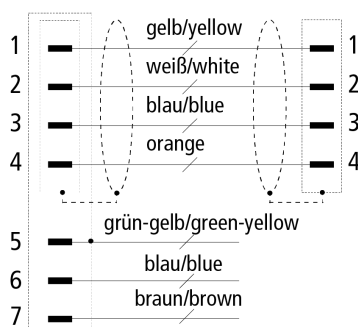 gelb/yellow
1 1
weiß/white
2 2
blau/blue
3 3
orange
4 4
grün-gelb/green-yellow
5
blau/blue
6
braun/brown
7